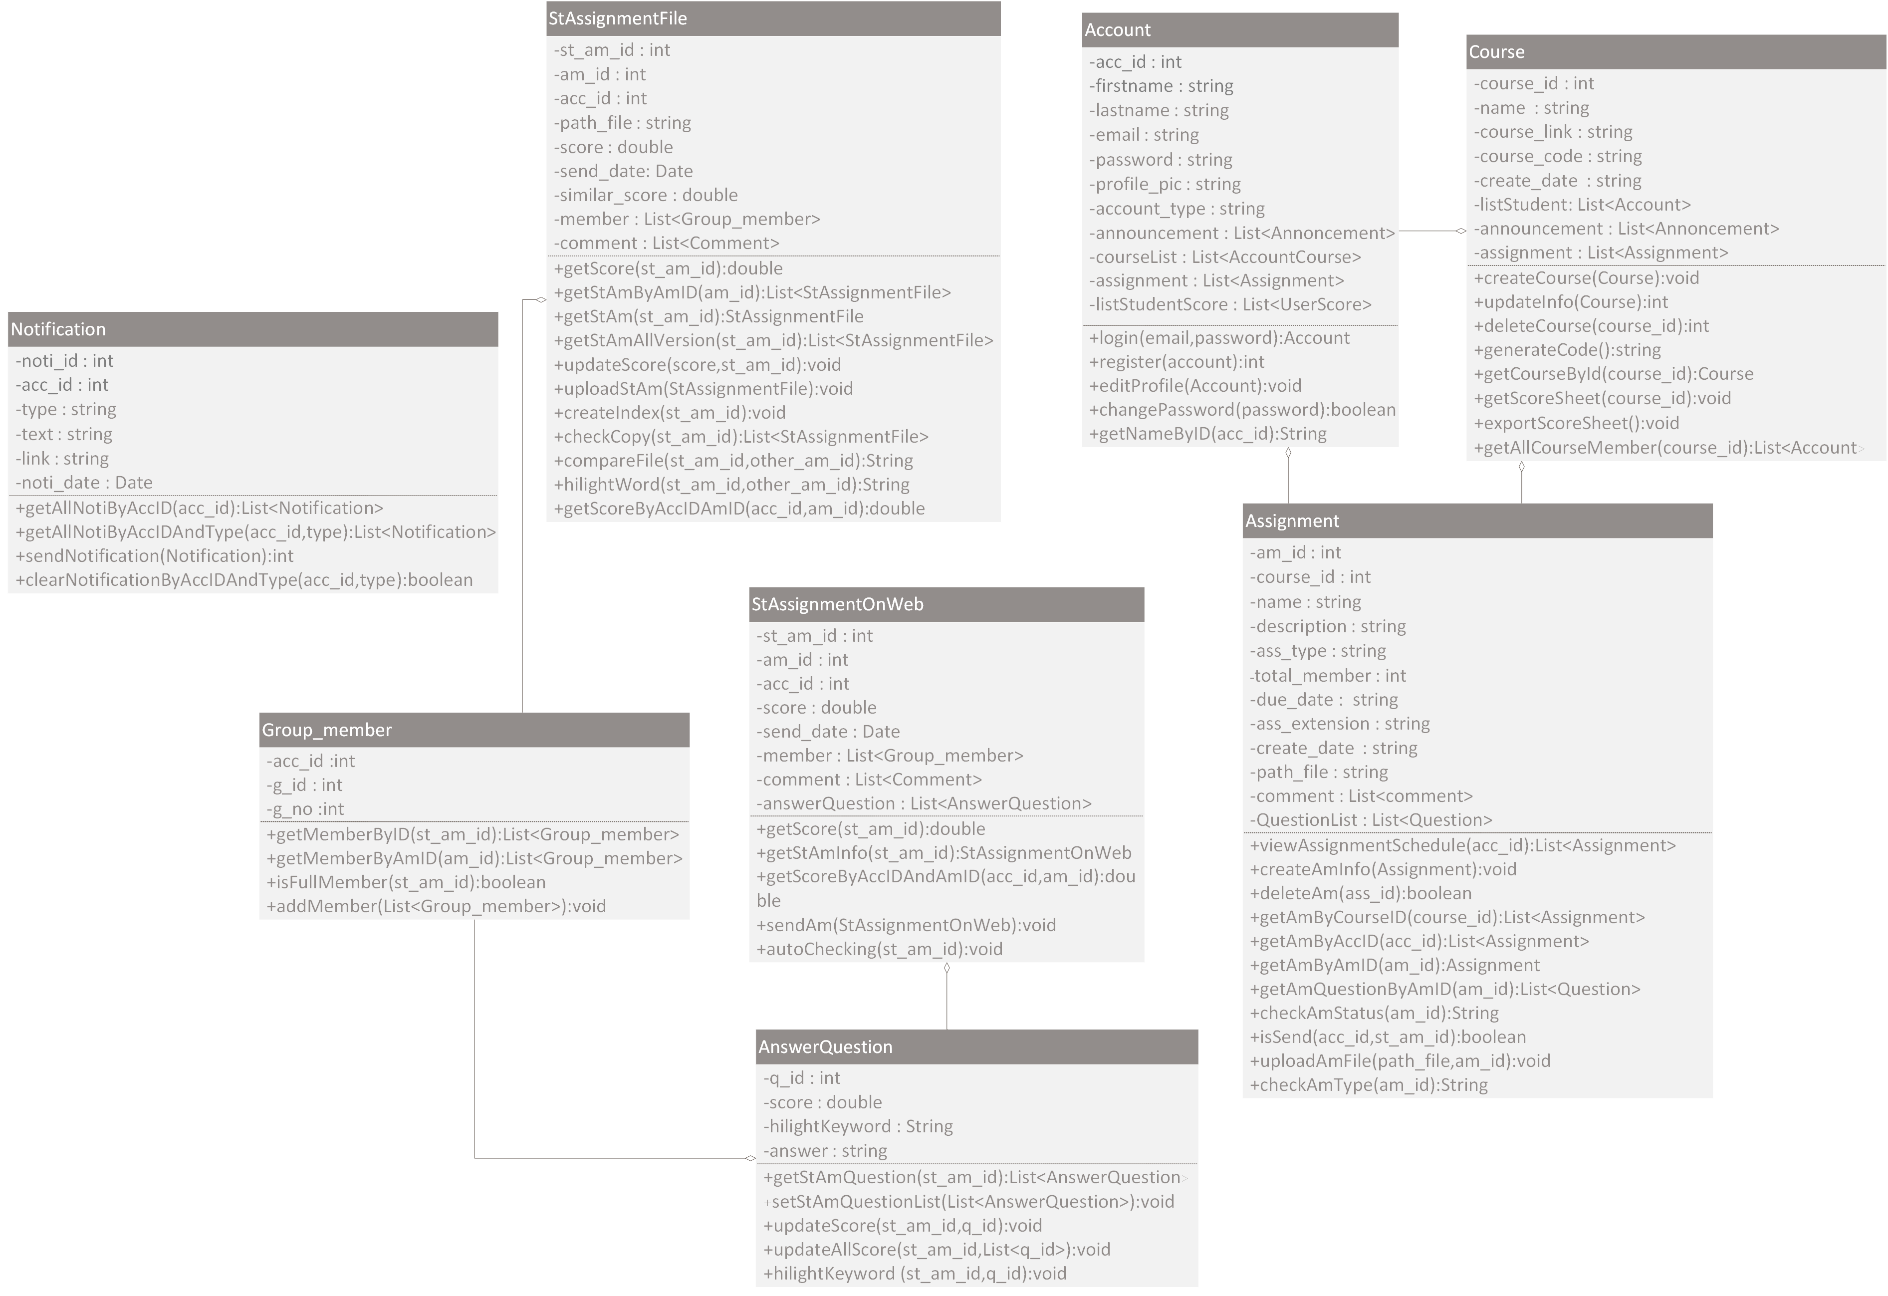 StAssignmentFile
-st_am_id : int
-am_id : int
-acc_id : int
-path_file : string
-score : double
-send_date: Date
-similar_score : double
-member : List<Group_member>
-comment : List<Comment>
+getScore(st_am_id):double
+getStAmByAmID(am_id):List<StAssignmentFile>
+getStAm(st_am_id):StAssignmentFile
+getStAmAllVersion(st_am_id):List<StAssignmentFile>
+updateScore(score,st_am_id):void
+uploadStAm(StAssignmentFile):void
+createIndex(st_am_id):void
+checkCopy(st_am_id):List<StAssignmentFile>
+compareFile(st_am_id,other_am_id):String
+hilightWord(st_am_id,other_am_id):String
+getScoreByAccIDAmID(acc_id,am_id):double
Account
-acc_id : int
-firstname : string
-lastname : string
-email : string
-password : string
-profile_pic : string
-account_type : string
-announcement : List<Annoncement>
-courseList : List<AccountCourse>
-assignment : List<Assignment>
-listStudentScore : List<UserScore>
+login(email,password):Account
+register(account):int
+editProfile(Account):void
+changePassword(password):boolean
+getNameByID(acc_id):String
Course
-course_id : int
-name : string
-course_link : string
-course_code : string
-create_date : string
-listStudent: List<Account>
-announcement : List<Annoncement>
-assignment : List<Assignment>
+createCourse(Course):void
+updateInfo(Course):int
+deleteCourse(course_id):int
+generateCode():string
+getCourseById(course_id):Course
+getScoreSheet(course_id):void
+exportScoreSheet():void
+getAllCourseMember(course_id):List<Account>
Notification
-noti_id : int
-acc_id : int
-type : string
-text : string
-link : string
-noti_date : Date
+getAllNotiByAccID(acc_id):List<Notification>
+getAllNotiByAccIDAndType(acc_id,type):List<Notification>
+sendNotification(Notification):int
+clearNotificationByAccIDAndType(acc_id,type):boolean
Assignment
-am_id : int
-course_id : int
-name : string
-description : string
-ass_type : string
-total_member : int
-due_date : string
-ass_extension : string
-create_date : string
-path_file : string
-comment : List<comment>
-QuestionList : List<Question>
+viewAssignmentSchedule(acc_id):List<Assignment>
+createAmInfo(Assignment):void
+deleteAm(ass_id):boolean
+getAmByCourseID(course_id):List<Assignment>
+getAmByAccID(acc_id):List<Assignment>
+getAmByAmID(am_id):Assignment
+getAmQuestionByAmID(am_id):List<Question>
+checkAmStatus(am_id):String
+isSend(acc_id,st_am_id):boolean
+uploadAmFile(path_file,am_id):void
+checkAmType(am_id):String
StAssignmentOnWeb
-st_am_id : int
-am_id : int
-acc_id : int
-score : double
-send_date : Date
-member : List<Group_member>
-comment : List<Comment>
-answerQuestion : List<AnswerQuestion>
+getScore(st_am_id):double
+getStAmInfo(st_am_id):StAssignmentOnWeb
+getScoreByAccIDAndAmID(acc_id,am_id):dou
ble
+sendAm(StAssignmentOnWeb):void
+autoChecking(st_am_id):void
Group_member
-acc_id :int
-g_id : int
-g_no :int
+getMemberByID(st_am_id):List<Group_member>
+getMemberByAmID(am_id):List<Group_member>
+isFullMember(st_am_id):boolean
+addMember(List<Group_member>):void
AnswerQuestion
-q_id : int
-score : double
-hilightKeyword : String
-answer : string
+getStAmQuestion(st_am_id):List<AnswerQuestion>
+setStAmQuestionList(List<AnswerQuestion>):void
+updateScore(st_am_id,q_id):void
+updateAllScore(st_am_id,List<q_id>):void
+hilightKeyword (st_am_id,q_id):void